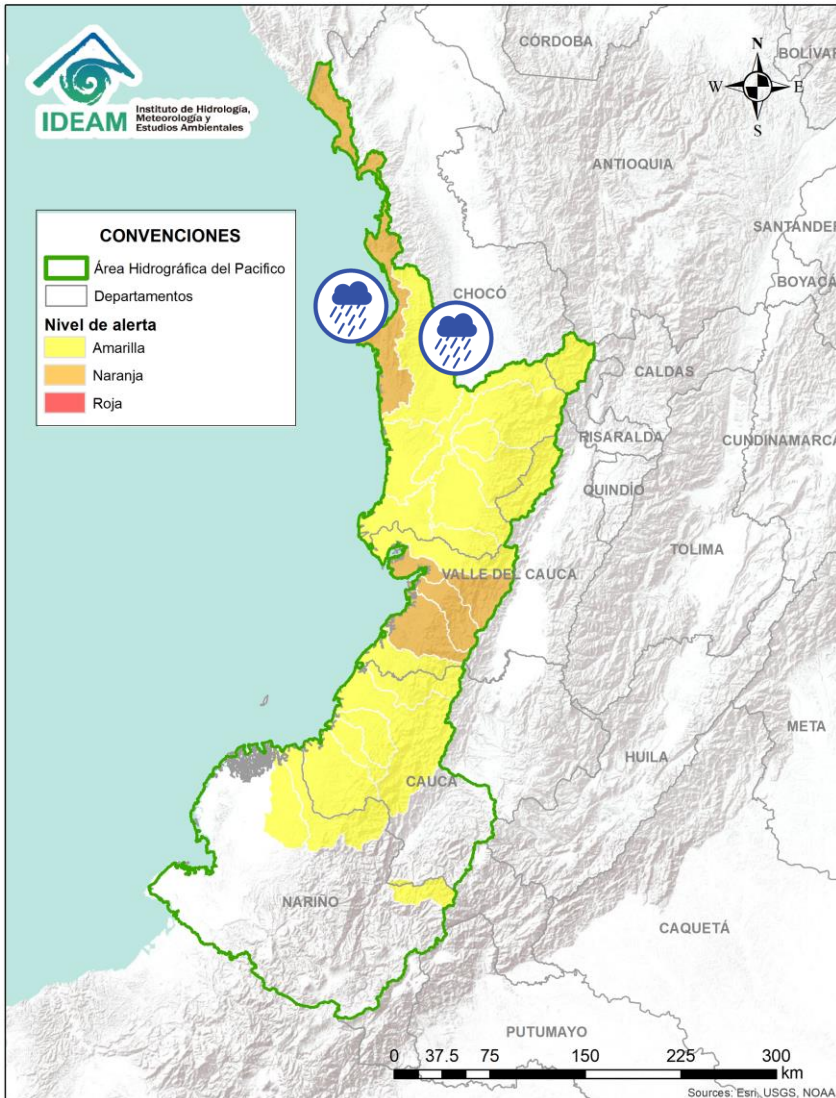 IDEAM
Instituto de Hidrología,
Meteorología y
Estudios Ambientales
CÓRDOBA
BOLÍVAR
N
W
E
S
ANTIOQUIA
SANTANDER
BOYACÁ
CONVENCIONES
Área Hidrográfica del Pacifico
Departamentos
Nivel de alerta
Amarilla
Naranja
Roja
CHOCÓ
CALDAS
RISARALDA
CUNDINAMARCA
QUINDÍO
TOLIMA
VALLE DEL CAUCA
META
HUILA
CAUCA
NARIÑO
CAQUETÁ
PUTUMAYO
0 37.5 75 150 225 300
km
Sources: Esri, USGS, NOAA